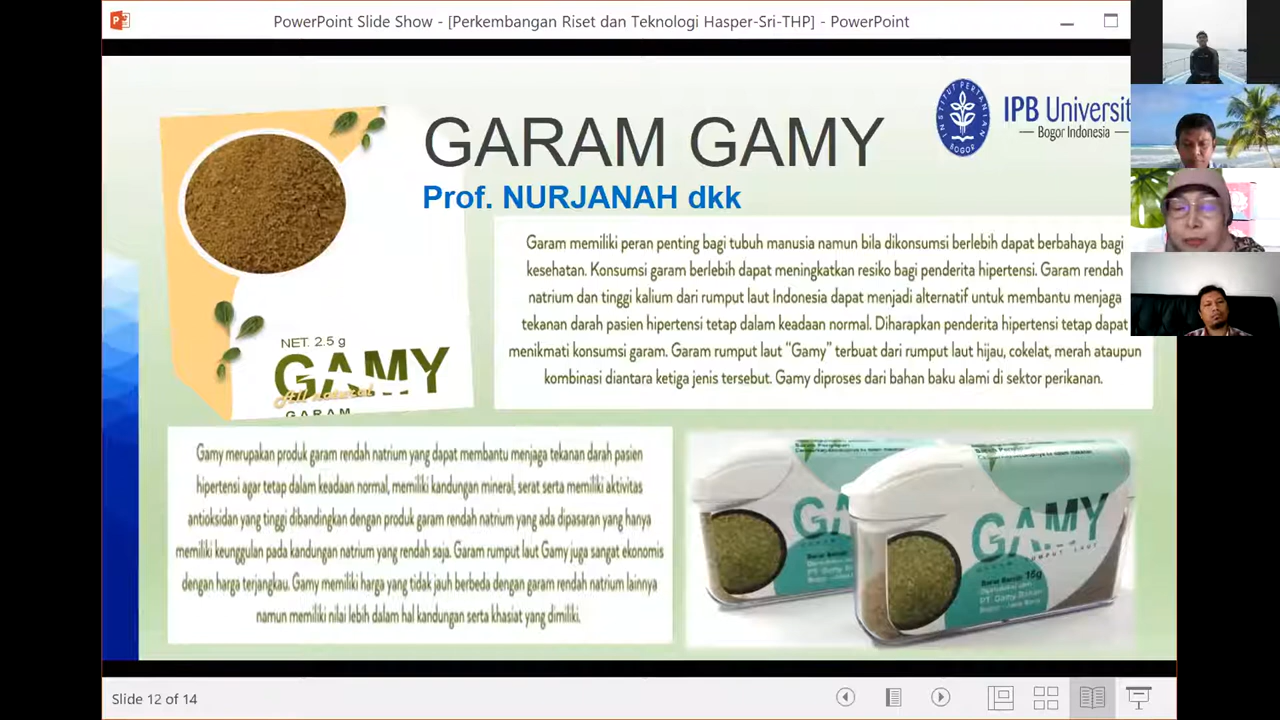 PowerPoint Slide Show - [Perkembangan Riset dan Teknologi Hasper-Sri-THP] - PowerPoint
GARAM GAMY
Prof. NURJANAH dkk
INSTITUT PERTANIAN BOGOR
IPB Universit
Bogor Indonesia
Garam memiliki peran penting bagi tubuh manusia namun bila dikonsumsi berlebih dapat berbahaya bagi
kesehatan. Konsumsi garam berlebih dapat meningkatkan resiko bagi penderita hipertensi. Garam rendah
natrium dan tinggi kalium dari rumput laut Indonesia dapat menjadi alternatif untuk membantu menjaga
tekanan darah pasien hipertensi tetap dalam keadaan normal. Diharapkan penderita hipertensi tetap dapat
menikmati konsumsi garam. Garam rumput laut “Gamy” terbuat dari rumput laut hijau, cokelat, merah ataupun
kombinasi diantara ketiga jenis tersebut. Gamy diproses dari bahan baku alami di sektor perikanan.
NET. 2.5 g
GAMY
All natural
GARAM
Gamy merupakan produk garam rendah natrium yang dapat membantu menjaga tekanan darah pasien
hipertensi agar tetap dalam keadaan normal, memiliki kandungan mineral, serat serta memiliki aktivitas
antioksidan yang tinggi dibandingkan dengan produk garam rendah natrium yang ada dipasaran yang hanya
memiliki keunggulan pada kandungan natrium yang rendah saja. Garam rumput laut Gamy juga sangat ekonomis
dengan harga terjangkau. Gamy memiliki harga yang tidak jauh berbeda dengan garam rendah natrium lainnya
namun memiliki nilai lebih dalam hal kandungan serta khasiat yang dimiliki.
GA
GAMY
RUMPUT LAUT
16g
Slide 12 of 14